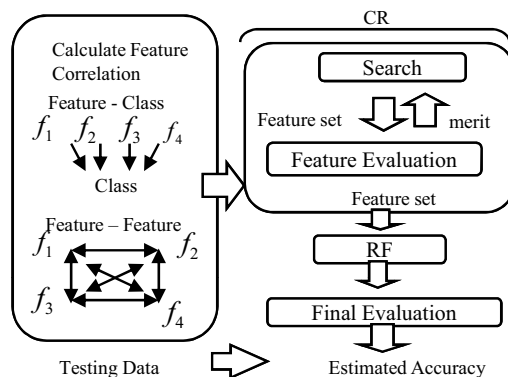 Calculate Feature
Correlation
Feature - Class
f1 f2 f3 f4
Class
Feature – Feature
f1 f2
f3 f4
Testing Data
CR
Search
Feature set merit
Feature Evaluation
Feature set
RF
Final Evaluation
Estimated Accuracy